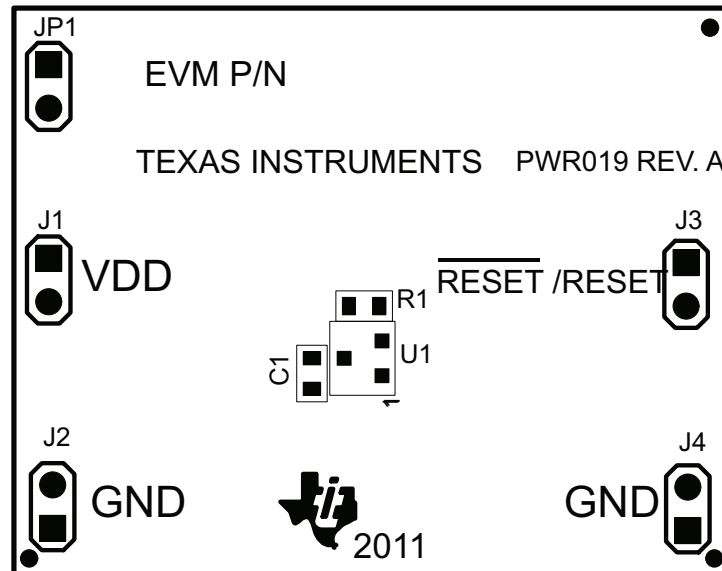 JP1
EVM P/N
TEXAS INSTRUMENTS PWR019 REV. A
J1
VDD
J3
RESET /RESET
R1
U1
C1
1
J2
GND
J4
GND
2011